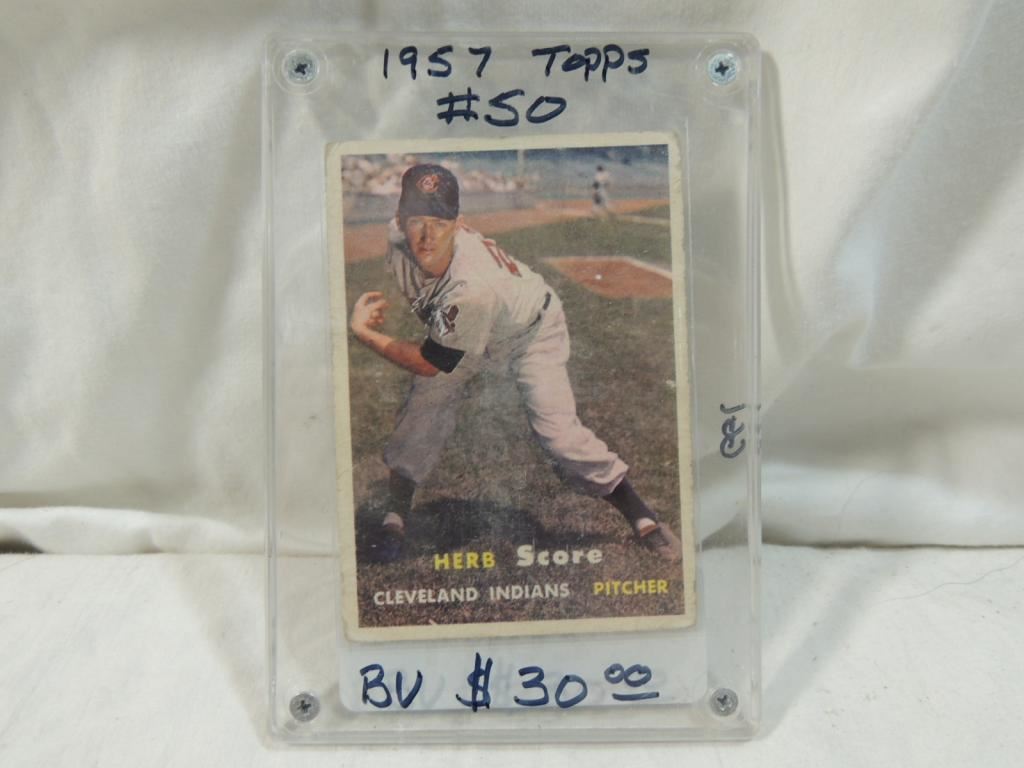 1957 Topps
#50
HERB Score
CLEVELAND INDIANS PITCHER
BV $30.00